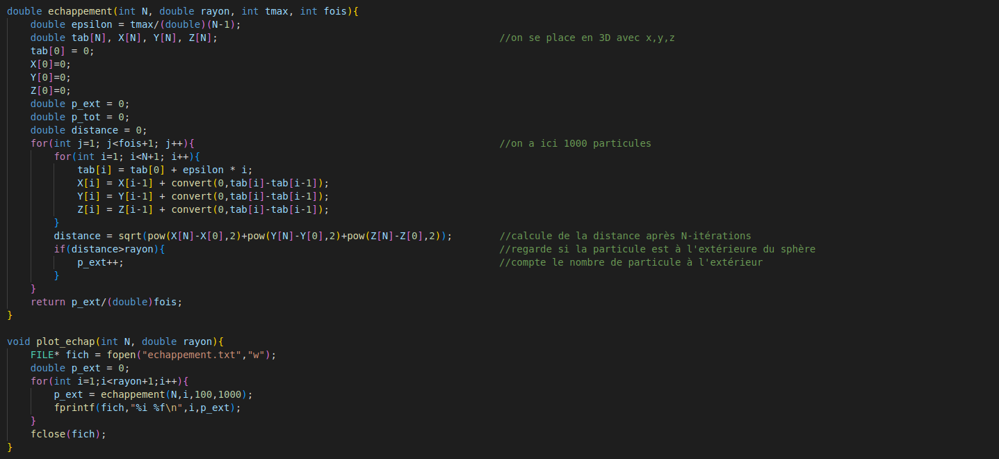 double echappement(int N, double rayon, int tmax, int fois){
    double epsilon = tmax/(double)(N-1);
    double tab[N], X[N], Y[N], Z[N]; //on se place en 3D avec x,y,z
    tab[0] = 0;
    X[0]=0;
    Y[0]=0;
    Z[0]=0;
    double p_ext = 0;
    double p_tot = 0;
    double distance = 0;
    for(int j=1; j<fois+1; j++){ //on a ici 1000 particules
        for(int i=1; i<N+1; i++){
            tab[i] = tab[0] + epsilon * i;
            X[i] = X[i-1] + convert(0,tab[i]-tab[i-1]);
            Y[i] = Y[i-1] + convert(0,tab[i]-tab[i-1]);
            Z[i] = Z[i-1] + convert(0,tab[i]-tab[i-1]);
        }
        distance = sqrt(pow(X[N]-X[0],2)+pow(Y[N]-Y[0],2)+pow(Z[N]-Z[0],2)); //calcule de la distance après N-itérations
        if(distance>rayon){ //regarde si la particule est à l'extérieure du sphère
            p_ext++; //compte le nombre de particule à l'extérieur
        }
    }
    return p_ext/(double)fois;
}
void plot_echap(int N, double rayon){
    FILE* fich = fopen("echappement.txt","w");
    double p_ext = 0;
    for(int i=1;i<rayon+1;i++){
        p_ext = echappement(N,i,100,1000);
        fprintf(fich,"%i %f\n",i,p_ext);
    }
    fclose(fich);
}